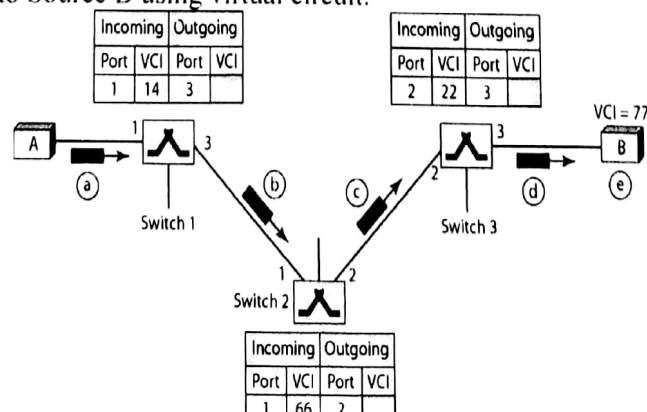 to Source B using virtual circuit.
Incoming Outgoing
Port VCI Port VCI
1 14 3
Incoming Outgoing
Port VCI Port VCI
2 22 3
VCI = 77
A
1
3
a
b
Switch 1
c
2
3
Switch 3
d
B
e
1
2
Switch 2
Incoming Outgoing
Port VCI Port VCI
1 66 2